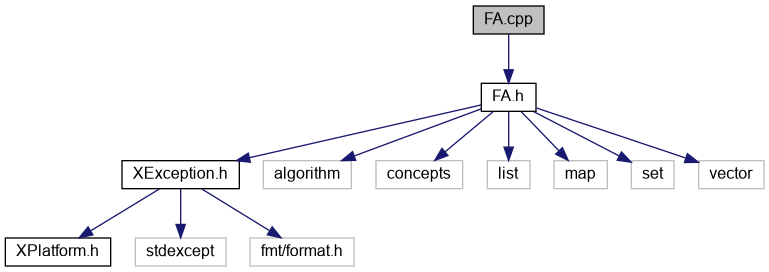 FA.cpp
FA.h
XException.h
algorithm
concepts
list
map
set
vector
XPlatform.h
stdexcept
fmt/format.h